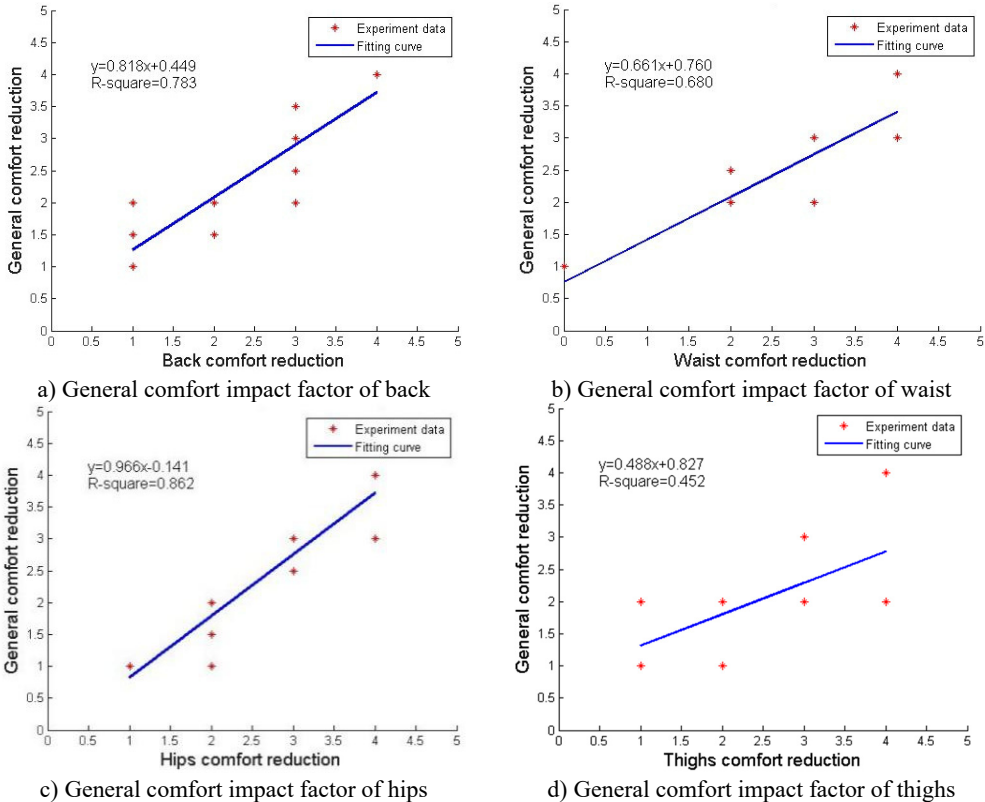 5
4.5
4
3.5
3
2.5
2
1.5
1
0.5
0
General comfort reduction
Experiment data
Fitting curve
y=0.818x+0.449
R-square=0.783
0 0.5 1 1.5 2 2.5 3 3.5 4 4.5 5
Back comfort reduction
a) General comfort impact factor of back
5
4.5
4
3.5
3
2.5
2
1.5
1
0.5
0
General comfort reduction
Experiment data
Fitting curve
y=0.661x+0.760
R-square=0.680
0 0.5 1 1.5 2 2.5 3 3.5 4 4.5 5
Waist comfort reduction
b) General comfort impact factor of waist
5
4.5
4
3.5
3
2.5
2
1.5
1
0.5
0
General comfort reduction
Experiment data
Fitting curve
y=0.966x-0.141
R-square=0.862
0 0.5 1 1.5 2 2.5 3 3.5 4 4.5 5
Hips comfort reduction
c) General comfort impact factor of hips
5
4.5
4
3.5
3
2.5
2
1.5
1
0.5
0
General comfort reduction
Experiment data
Fitting curve
y=0.488x+0.827
R-square=0.452
0 0.5 1 1.5 2 2.5 3 3.5 4 4.5 5
Thighs comfort reduction
d) General comfort impact factor of thighs